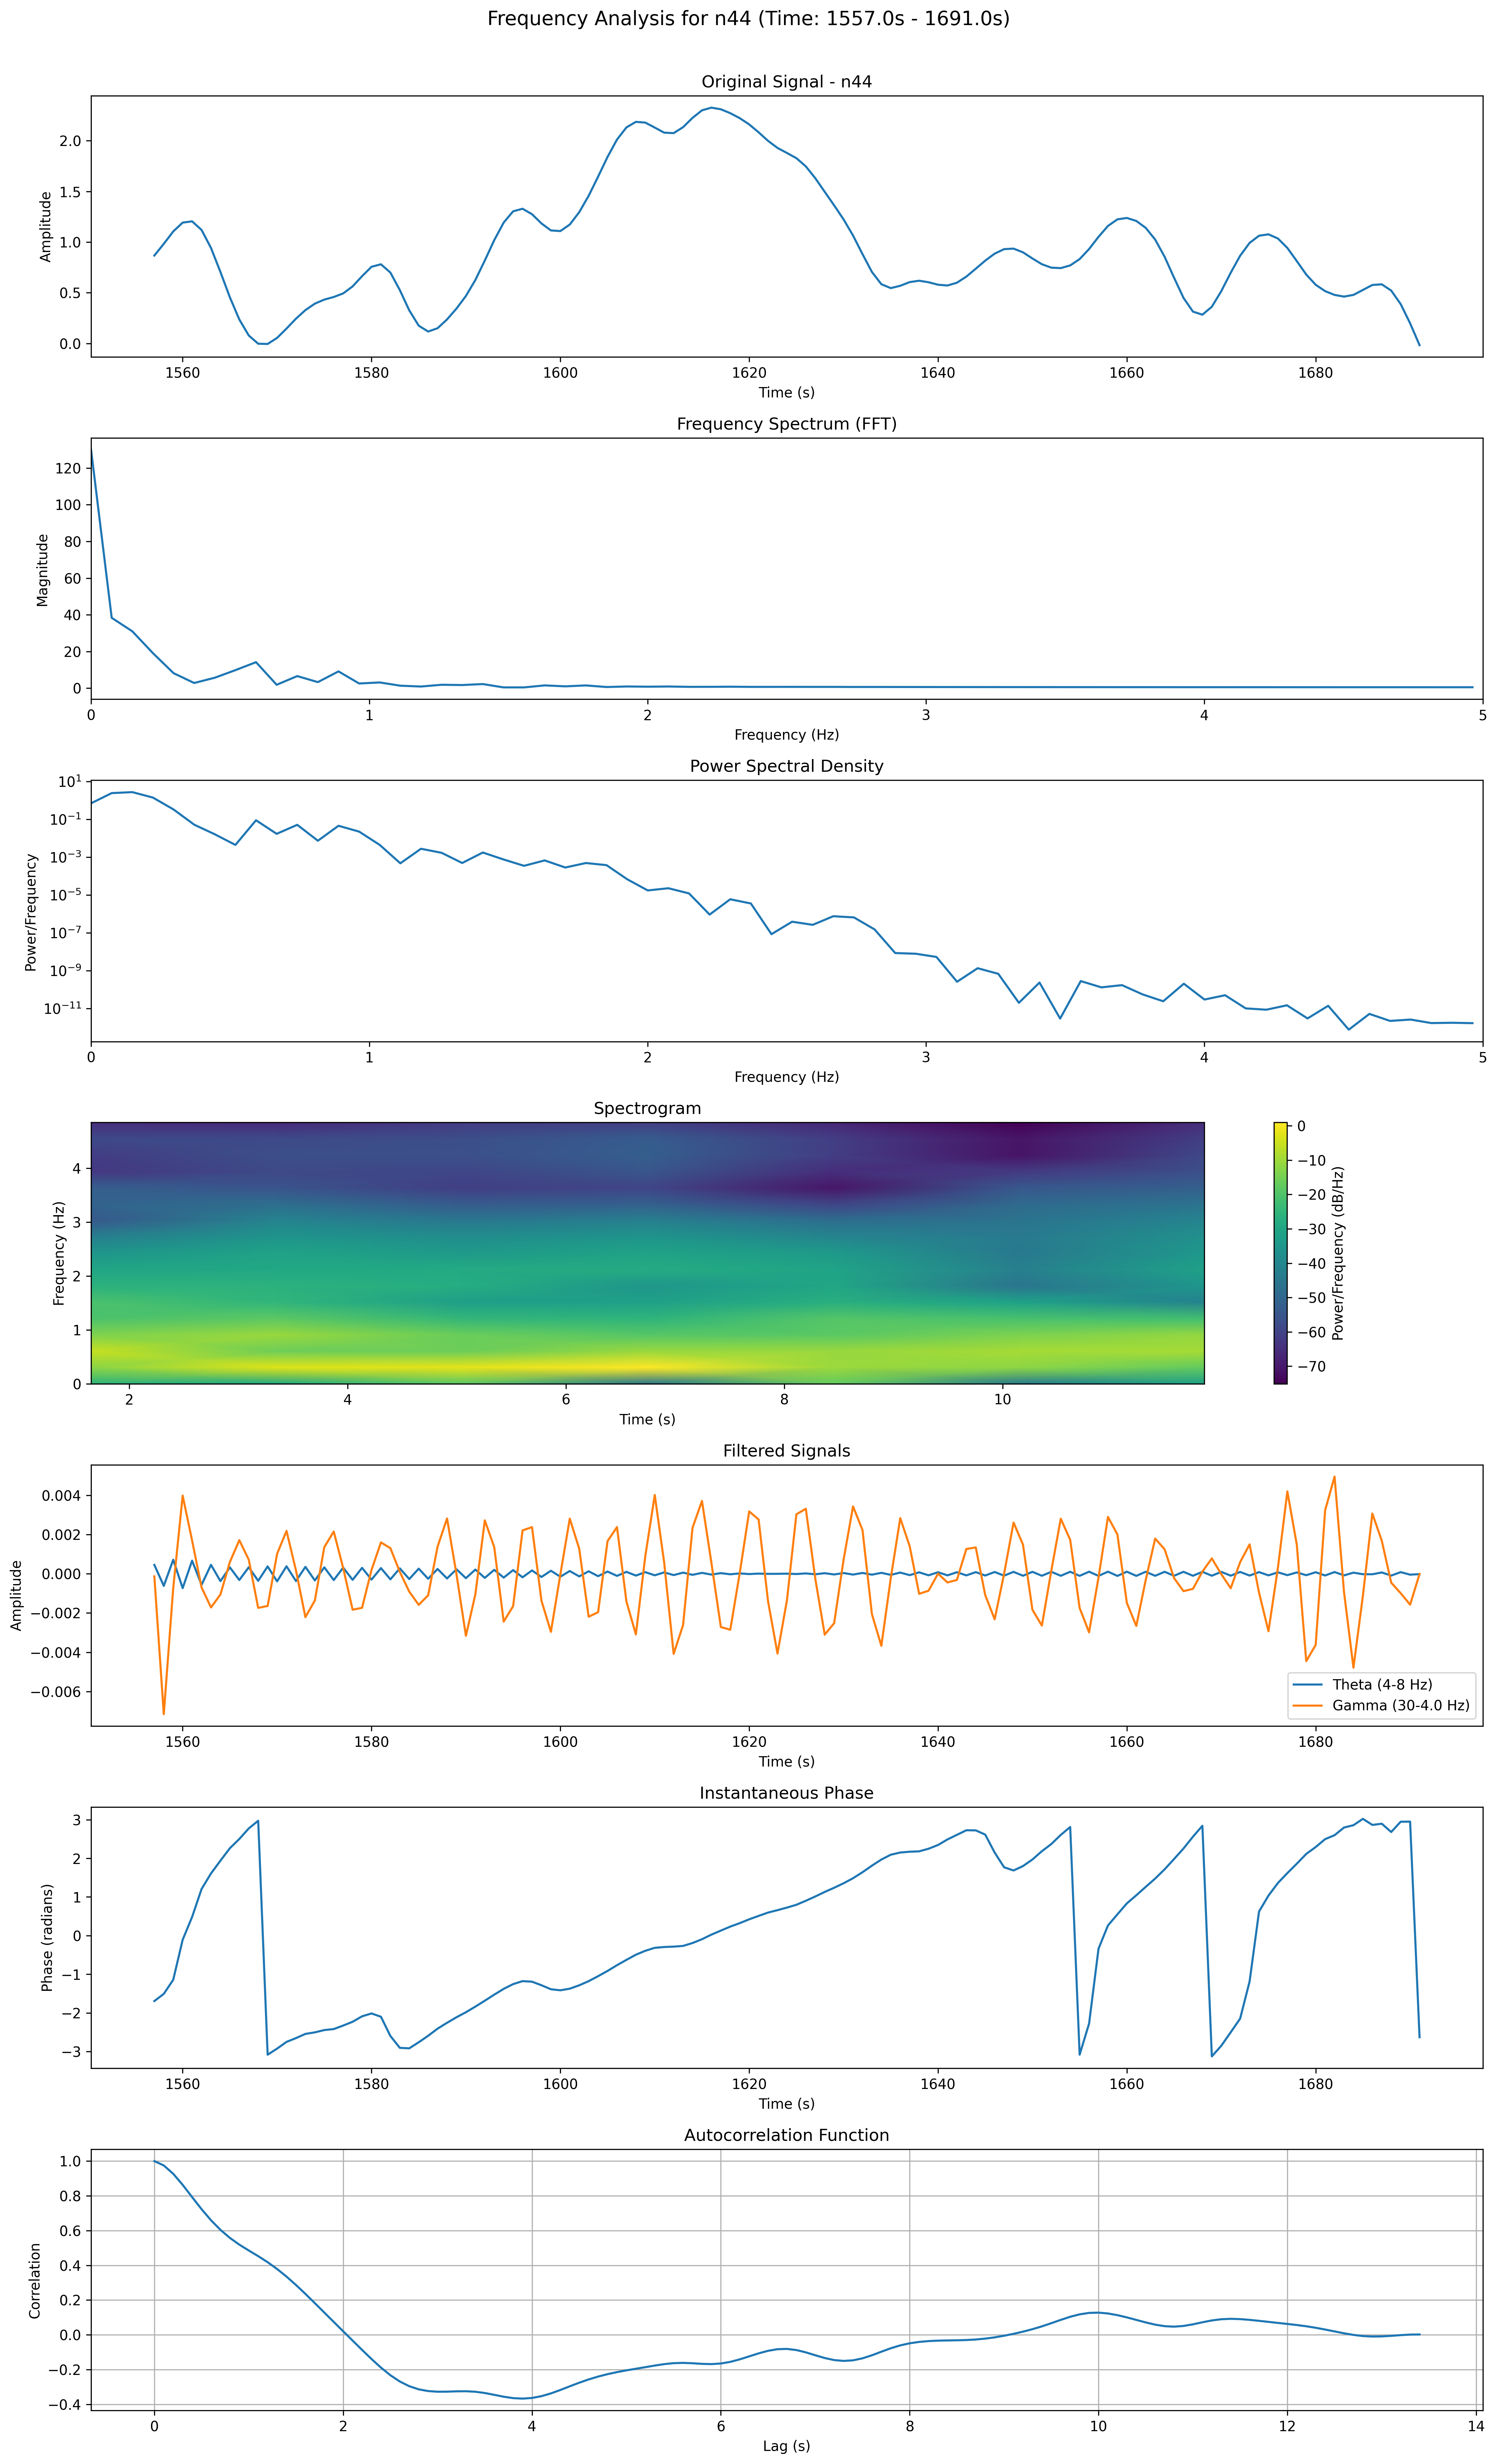 Frequency Analysis for n44 (Time: 1557.0s - 1691.0s)
Original Signal - n44
Amplitude
2.0
1.5
1.0
0.5
0.0
1560 1580 1600 1620 1640 1660 1680
Time (s)
Frequency Spectrum (FFT)
Magnitude
120
100
80
60
40
20
0
0 1 2 3 4 5
Frequency (Hz)
Power Spectral Density
Power/Frequency
10^1
10^−1
10^−3
10^−5
10^−7
10^−9
10^−11
0 1 2 3 4 5
Frequency (Hz)
Spectrogram
Frequency (Hz)
4
3
2
1
0
2 4 6 8 10
Time (s)
0
−10
−20
−30
−40
−50
−60
−70
Power/Frequency (dB/Hz)
Filtered Signals
Amplitude
0.004
0.002
0.000
−0.002
−0.004
−0.006
Theta (4-8 Hz)
Gamma (30-4.0 Hz)
1560 1580 1600 1620 1640 1660 1680
Time (s)
Instantaneous Phase
Phase (radians)
3
2
1
0
−1
−2
−3
1560 1580 1600 1620 1640 1660 1680
Time (s)
Autocorrelation Function
Correlation
1.0
0.8
0.6
0.4
0.2
0.0
−0.2
−0.4
0 2 4 6 8 10 12 14
Lag (s)